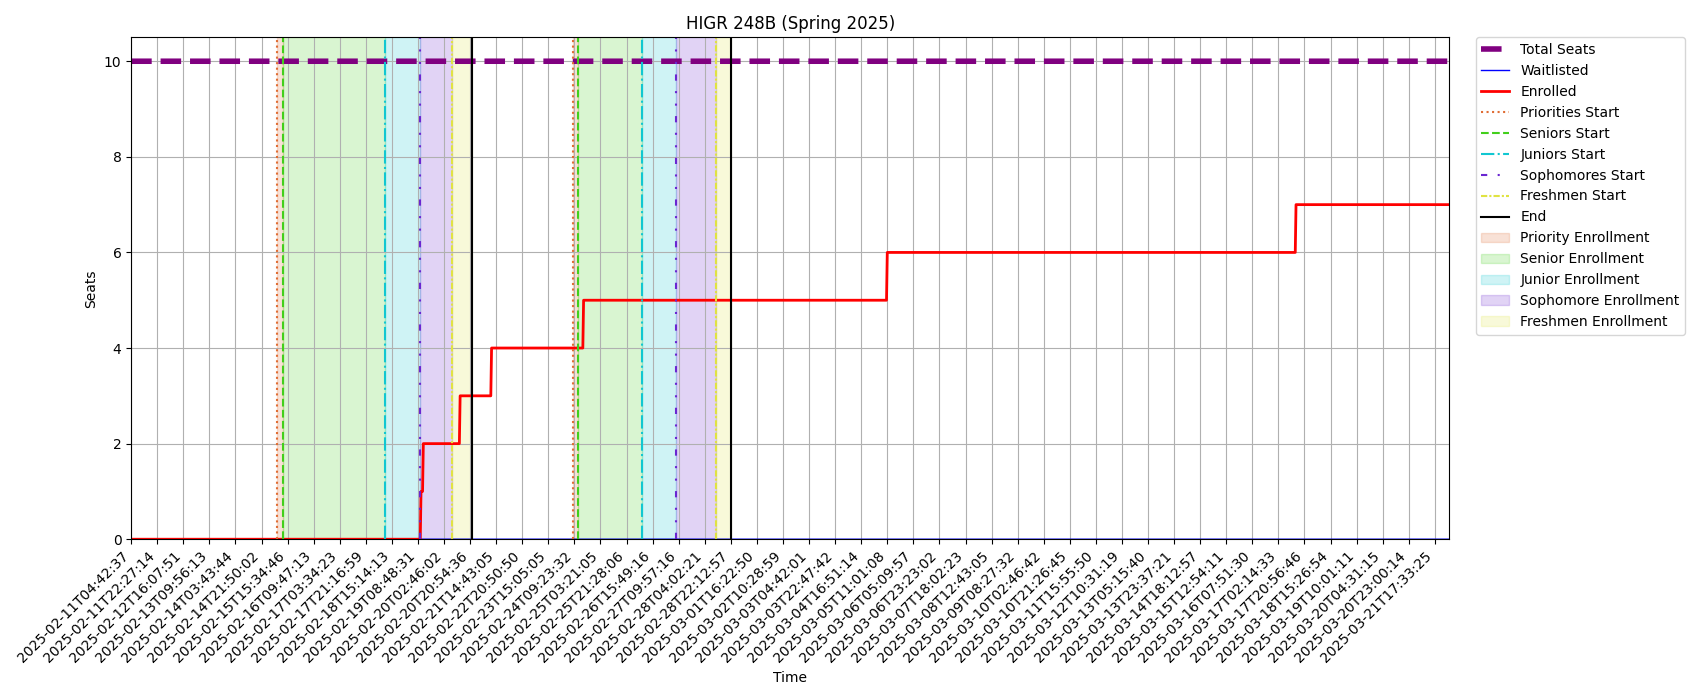 HIGR 248B (Spring 2025)
10
8
6
4
2
0
Seats
2025-02-11T04:42:37
2025-02-11T22:27:14
2025-02-12T16:07:51
2025-02-13T09:56:13
2025-02-14T03:43:44
2025-02-14T21:50:02
2025-02-15T15:34:46
2025-02-16T09:47:13
2025-02-17T03:34:23
2025-02-17T21:16:59
2025-02-18T15:14:13
2025-02-19T08:48:31
2025-02-20T02:46:02
2025-02-20T20:54:36
2025-02-21T14:43:05
2025-02-22T20:50:50
2025-02-23T15:05:05
2025-02-24T09:23:32
2025-02-25T03:21:05
2025-02-25T21:28:06
2025-02-26T15:49:16
2025-02-27T09:57:16
2025-02-28T04:02:21
2025-02-28T22:12:57
2025-03-01T16:22:50
2025-03-02T10:28:59
2025-03-03T04:42:01
2025-03-03T22:47:42
2025-03-04T16:51:14
2025-03-05T11:01:08
2025-03-06T05:09:57
2025-03-06T23:23:02
2025-03-07T18:02:23
2025-03-08T12:43:05
2025-03-09T08:27:32
2025-03-10T02:46:42
2025-03-10T21:26:45
2025-03-11T15:55:50
2025-03-12T10:31:19
2025-03-13T05:15:40
2025-03-13T23:37:21
2025-03-14T18:12:57
2025-03-15T12:54:11
2025-03-16T07:51:30
2025-03-17T02:14:33
2025-03-17T20:56:46
2025-03-18T15:26:54
2025-03-19T10:01:11
2025-03-20T04:31:15
2025-03-20T23:00:14
2025-03-21T17:33:25
Time
Total Seats
Waitlisted
Enrolled
Priorities Start
Seniors Start
Juniors Start
Sophomores Start
Freshmen Start
End
Priority Enrollment
Senior Enrollment
Junior Enrollment
Sophomore Enrollment
Freshmen Enrollment